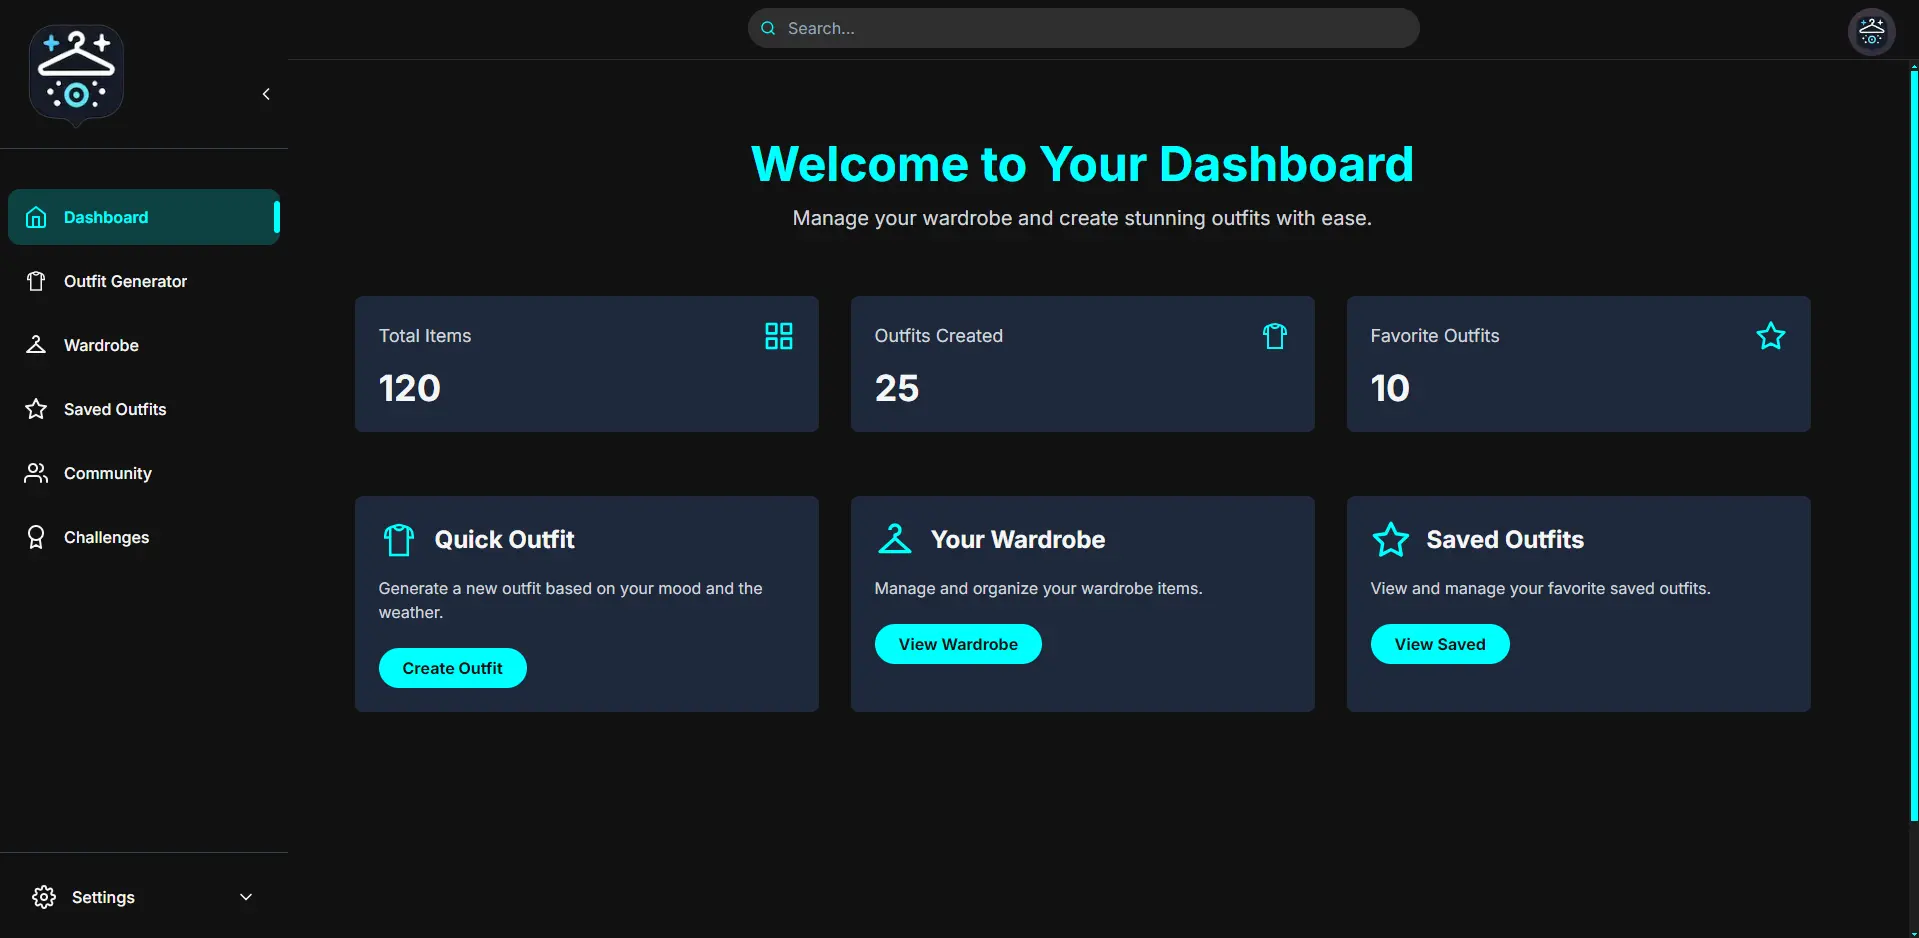 Search...
Dashboard
Outfit Generator
Wardrobe
Saved Outfits
Community
Challenges
Settings
Welcome to Your Dashboard
Manage your wardrobe and create stunning outfits with ease.
Total Items
120
Outfits Created
25
Favorite Outfits
10
Quick Outfit
Generate a new outfit based on your mood and the
weather.
Create Outfit
Your Wardrobe
Manage and organize your wardrobe items.
View Wardrobe
Saved Outfits
View and manage your favorite saved outfits.
View Saved